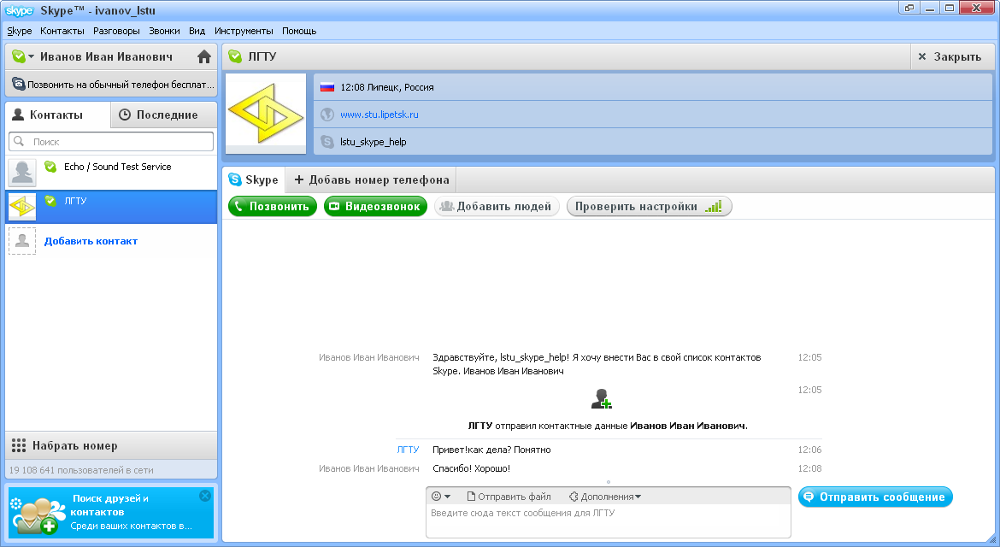 skype Skype™ - ivanov_lstu
Skype Контакты Разговоры Звонки Вид Инструменты Помощь
Иванов Иван Иванович
Позвонить на обычный телефон бесплат...
Контакты Последние
Поиск
Echo / Sound Test Service
ЛГТУ
Добавить контакт
Набрать номер
19 108 641 пользователей в сети
Поиск друзей и
контактов
Среди ваших контактов в...
ЛГТУ × Закрыть
12:08 Липецк, Россия
www.stu.lipetsk.ru
lstu_skype_help
Skype + Добавь номер телефона
Позвонить Видеозвонок Добавить людей Проверить настройки
Иванов Иван Иванович Здравствуйте, lstu_skype_help! Я хочу внести Вас в свой список контактов 12:05
Skype. Иванов Иван Иванович
12:05
ЛГТУ отправил контактные данные Иванов Иван Иванович.
ЛГТУ Привет!как дела? Понятно 12:06
Иванов Иван Иванович Спасибо! Хорошо! 12:08
Отправить файл Дополнения
Отправить сообщение
Введите сюда текст сообщения для ЛГТУ